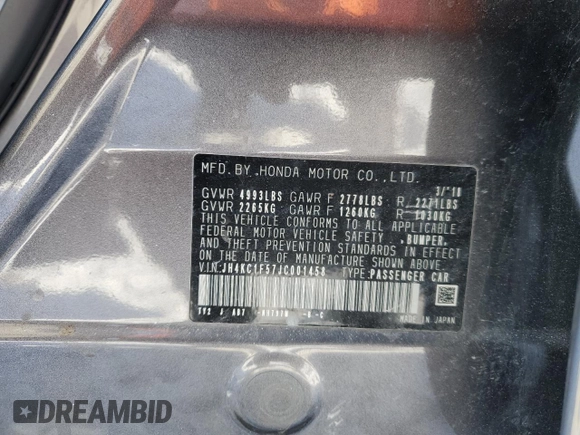 MFD.BY.HONDA MOTOR CO.,LTD.
3/'18
GVWR 4993LBS GAWR F 2778LBS R 2271LBS
GVWR 2265KG GAWR F 1260KG R 1030KG
THIS VEHICLE CONFORMS TO ALL APPLICABLE
FEDERAL MOTOR VEHICLE SAFETY, BUMPER,
AND THEFT PREVENTION STANDARDS IN EFFECT
ON THE DATE OF MANUFACTURE SHOWN ABOVE.
V.I.N:JH4KC1F57JC001458 TYPE:PASSENGER CAR
MADE IN JAPAN
DREAMBID